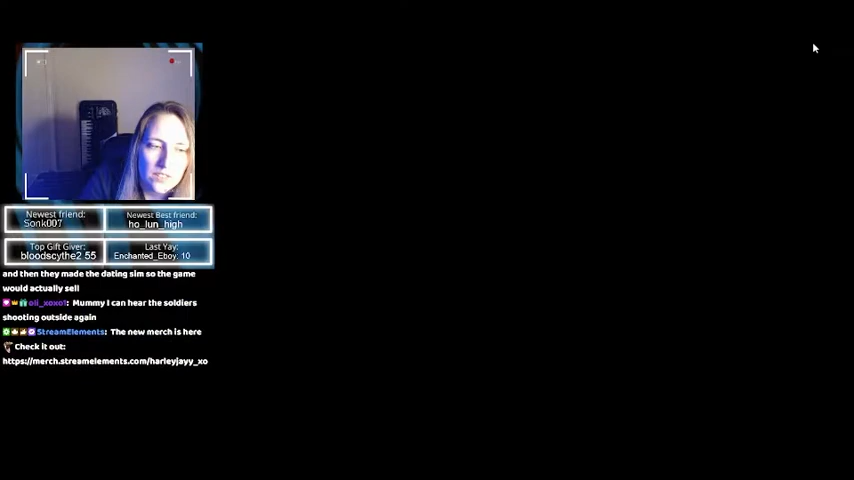 Newest friend:
Sonk007
Newest Best friend:
ho_lun_high
Top Gift Giver:
bloodscythe2 55
Last Yay:
Enchanted_Eboy: 10
and then they made the dating sim so the game
would actually sell
oli_xoxo1: Mummy I can hear the soldiers
shooting outside again
StreamElements: The new merch is here
Check it out:
https://merch.streamelements.com/harleyjayy_xo